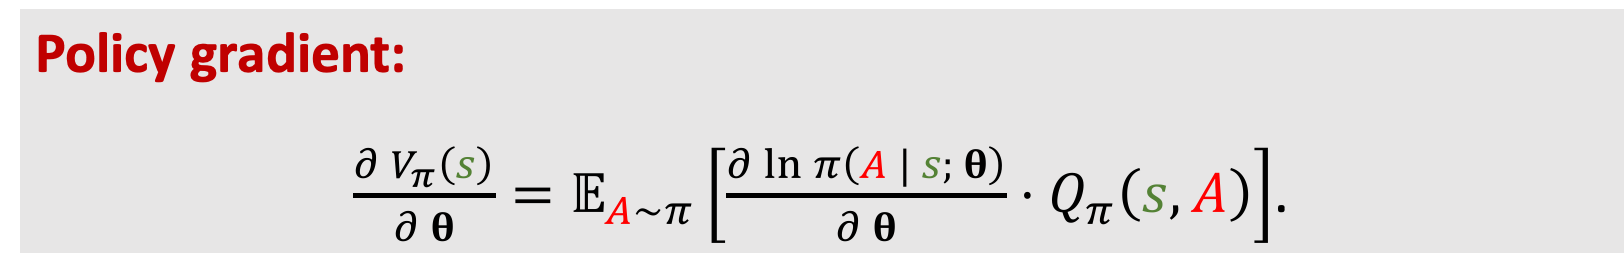 Policy gradient:
∂ V_π(s) / ∂ θ = 𝔼_{A∼π} [ ∂ ln π(A | s; θ) / ∂ θ · Q_π(s, A) ].